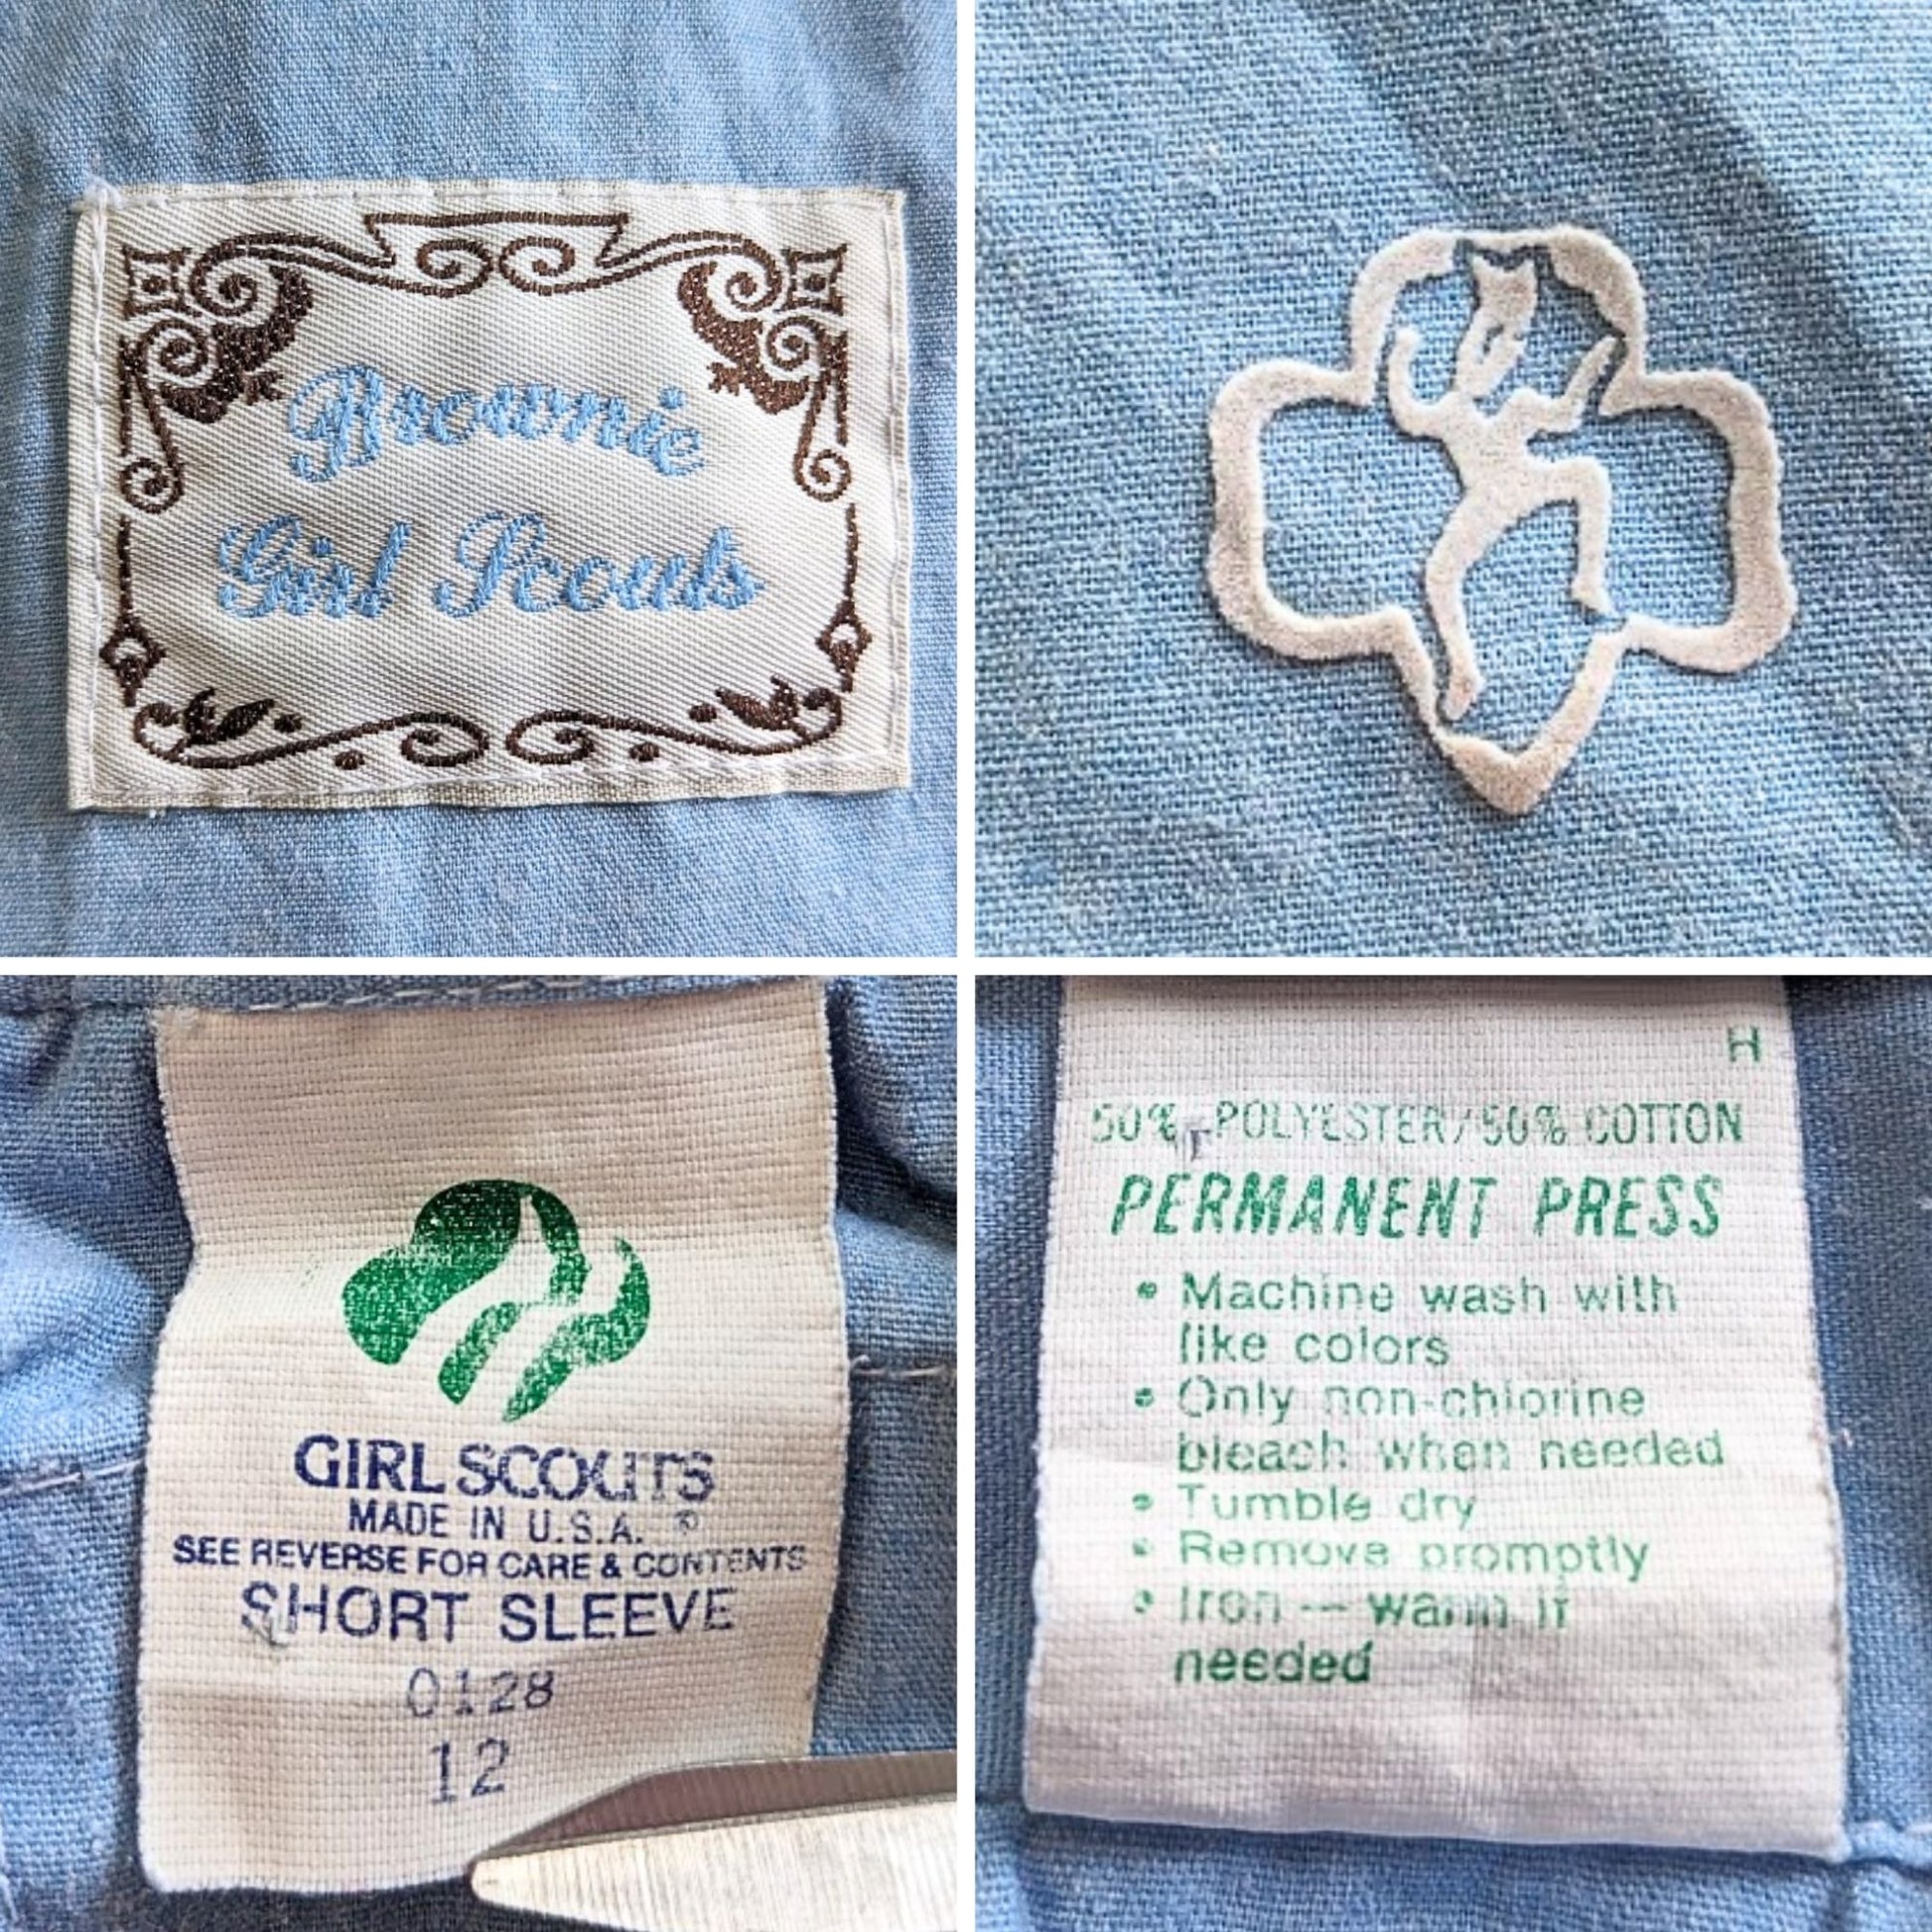 Brownie
Girl Scouts
GIRL SCOUTS
MADE IN U.S.A. ®
SEE REVERSE FOR CARE & CONTENTS
SHORT SLEEVE
0128
12
H
50% POLYESTER/50% COTTON
PERMANENT PRESS
• Machine wash with
like colors
• Only non-chlorine
bleach when needed
• Tumble dry
• Remove promptly
• Iron — warm if
needed